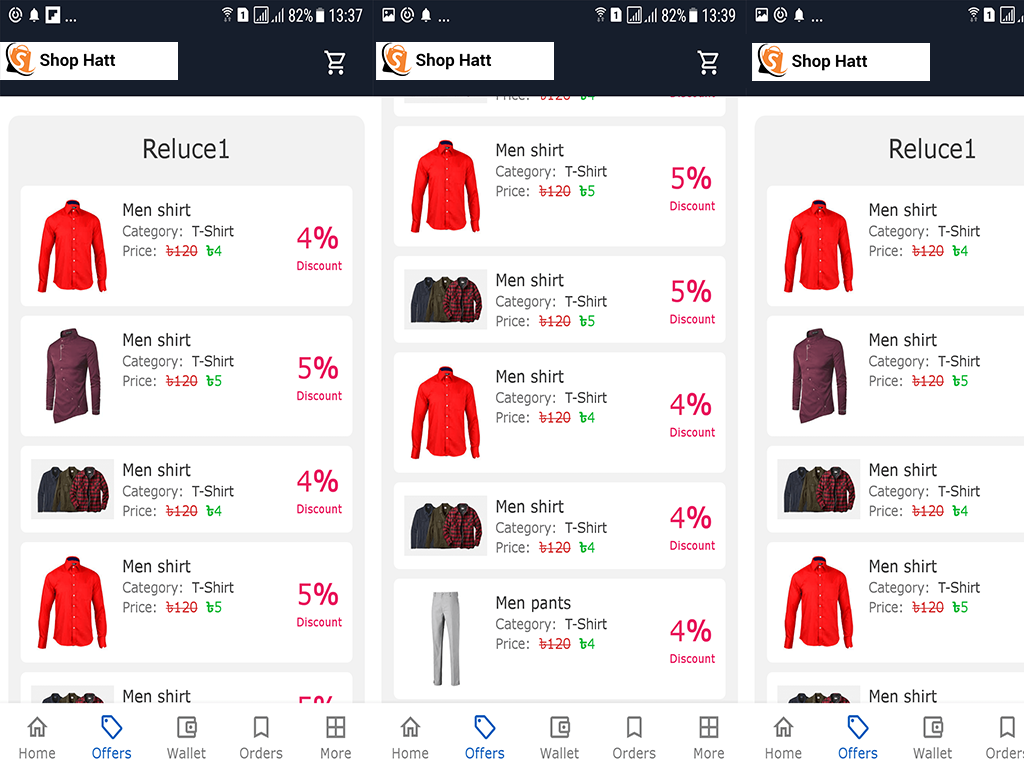 ... 1 82% 13:37
Shop Hatt
Reluce1
Men shirt
Category: T-Shirt
Price: ৳120 ৳4
4%
Discount
Men shirt
Category: T-Shirt
Price: ৳120 ৳5
5%
Discount
Men shirt
Category: T-Shirt
Price: ৳120 ৳4
4%
Discount
Men shirt
Category: T-Shirt
Price: ৳120 ৳5
5%
Discount
Men shirt
5%
Home Offers Wallet Orders More
... 1 82% 13:39
Shop Hatt
Price: ৳120 ৳4
Discount
Men shirt
Category: T-Shirt
Price: ৳120 ৳5
5%
Discount
Men shirt
Category: T-Shirt
Price: ৳120 ৳5
5%
Discount
Men shirt
Category: T-Shirt
Price: ৳120 ৳4
4%
Discount
Men shirt
Category: T-Shirt
Price: ৳120 ৳4
4%
Discount
Men pants
Category: T-Shirt
Price: ৳120 ৳4
4%
Discount
Home Offers Wallet Orders More
... 1
Shop Hatt
Reluce1
Men shirt
Category: T-Shirt
Price: ৳120 ৳4
Men shirt
Category: T-Shirt
Price: ৳120 ৳5
Men shirt
Category: T-Shirt
Price: ৳120 ৳4
Men shirt
Category: T-Shirt
Price: ৳120 ৳5
Men shirt
Home Offers Wallet Orders